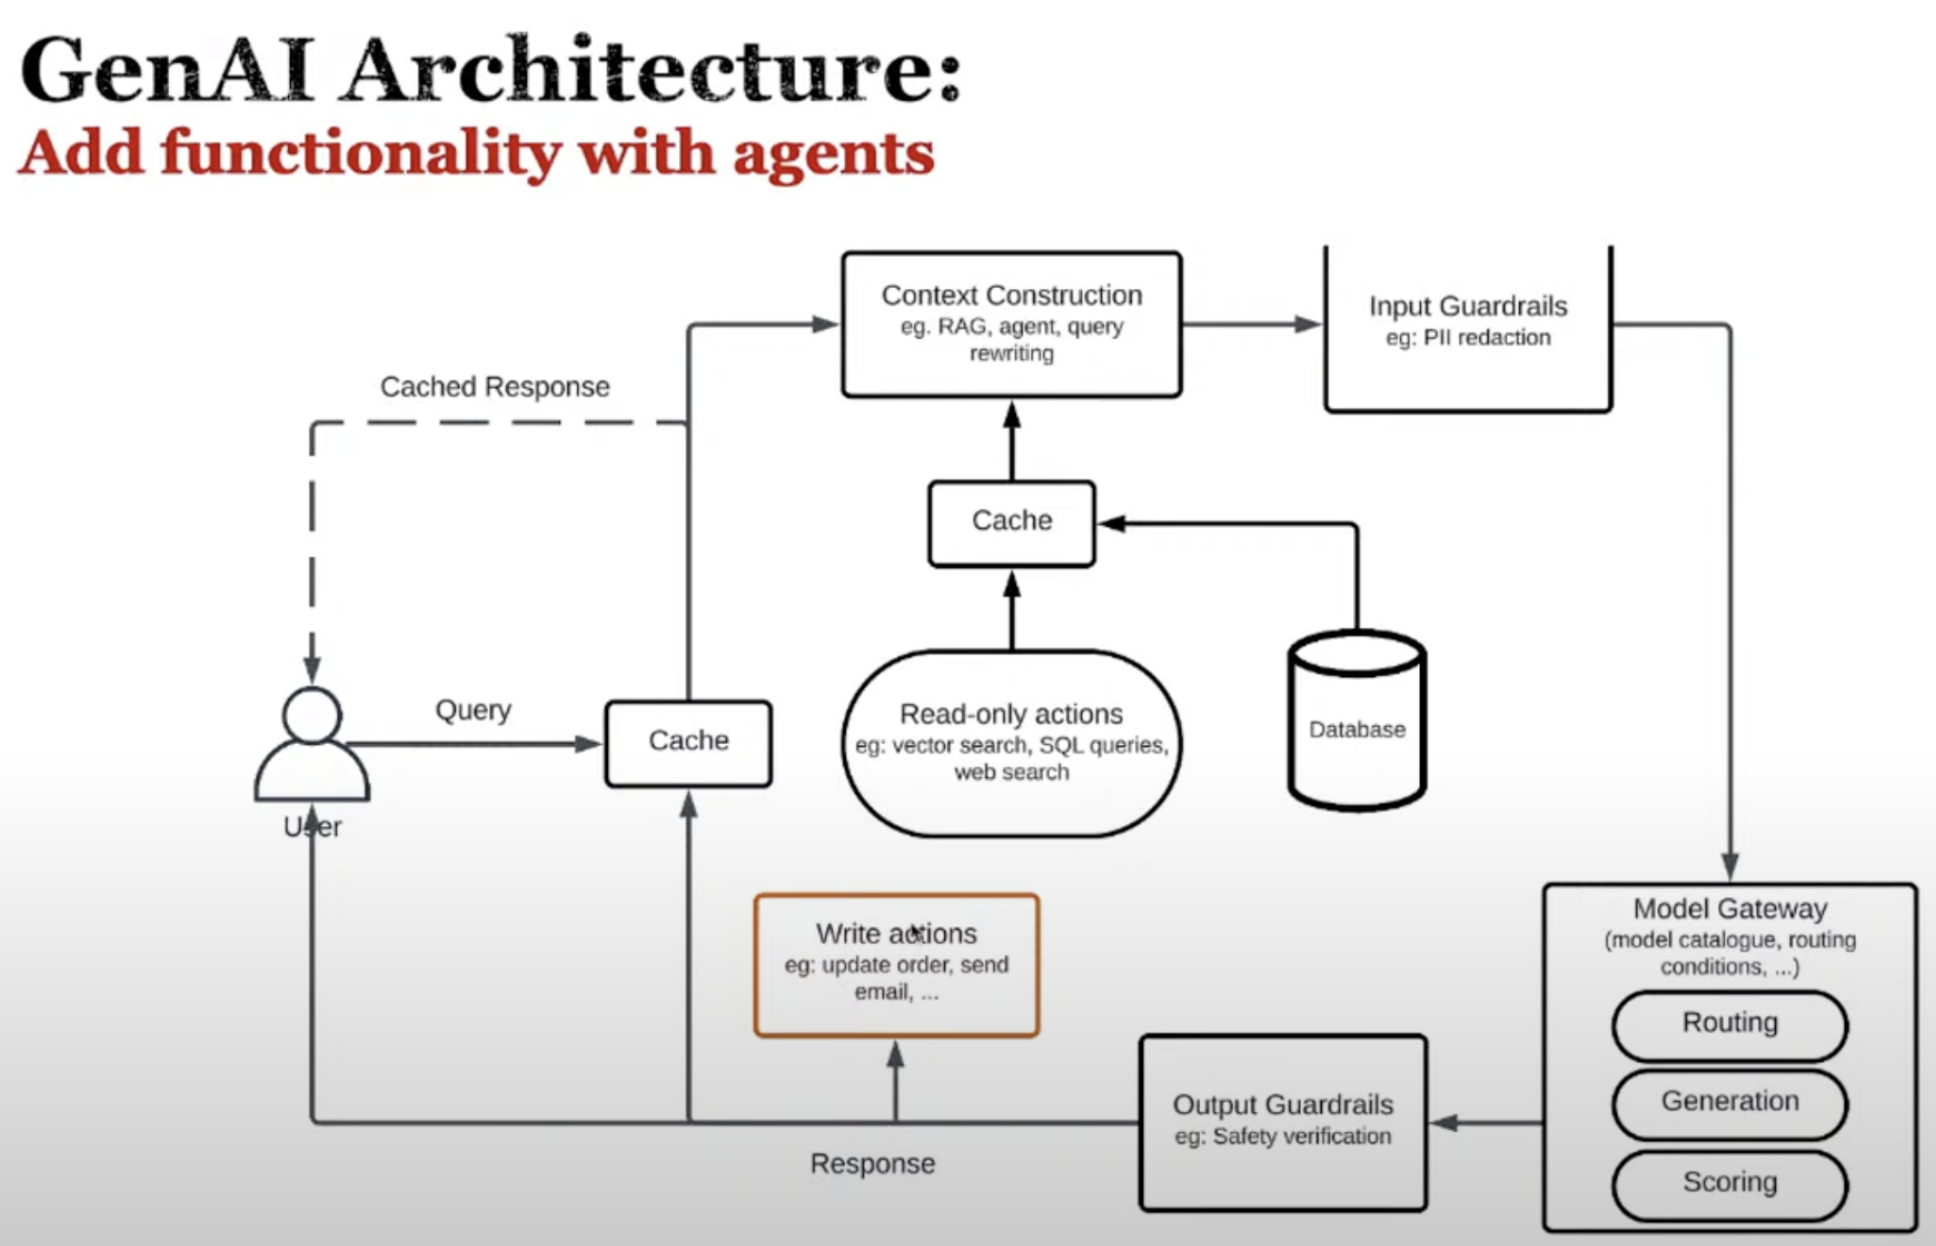 GenAI Architecture:
Add functionality with agents
Context Construction
eg. RAG, agent, query
rewriting
Input Guardrails
eg: PII redaction
Cached Response
Cache
Query
Cache
User
Read-only actions
eg: vector search, SQL queries,
web search
Database
Write actions
eg: update order, send
email, ...
Model Gateway
(model catalogue, routing
conditions, ...)
Routing
Generation
Scoring
Output Guardrails
eg: Safety verification
Response